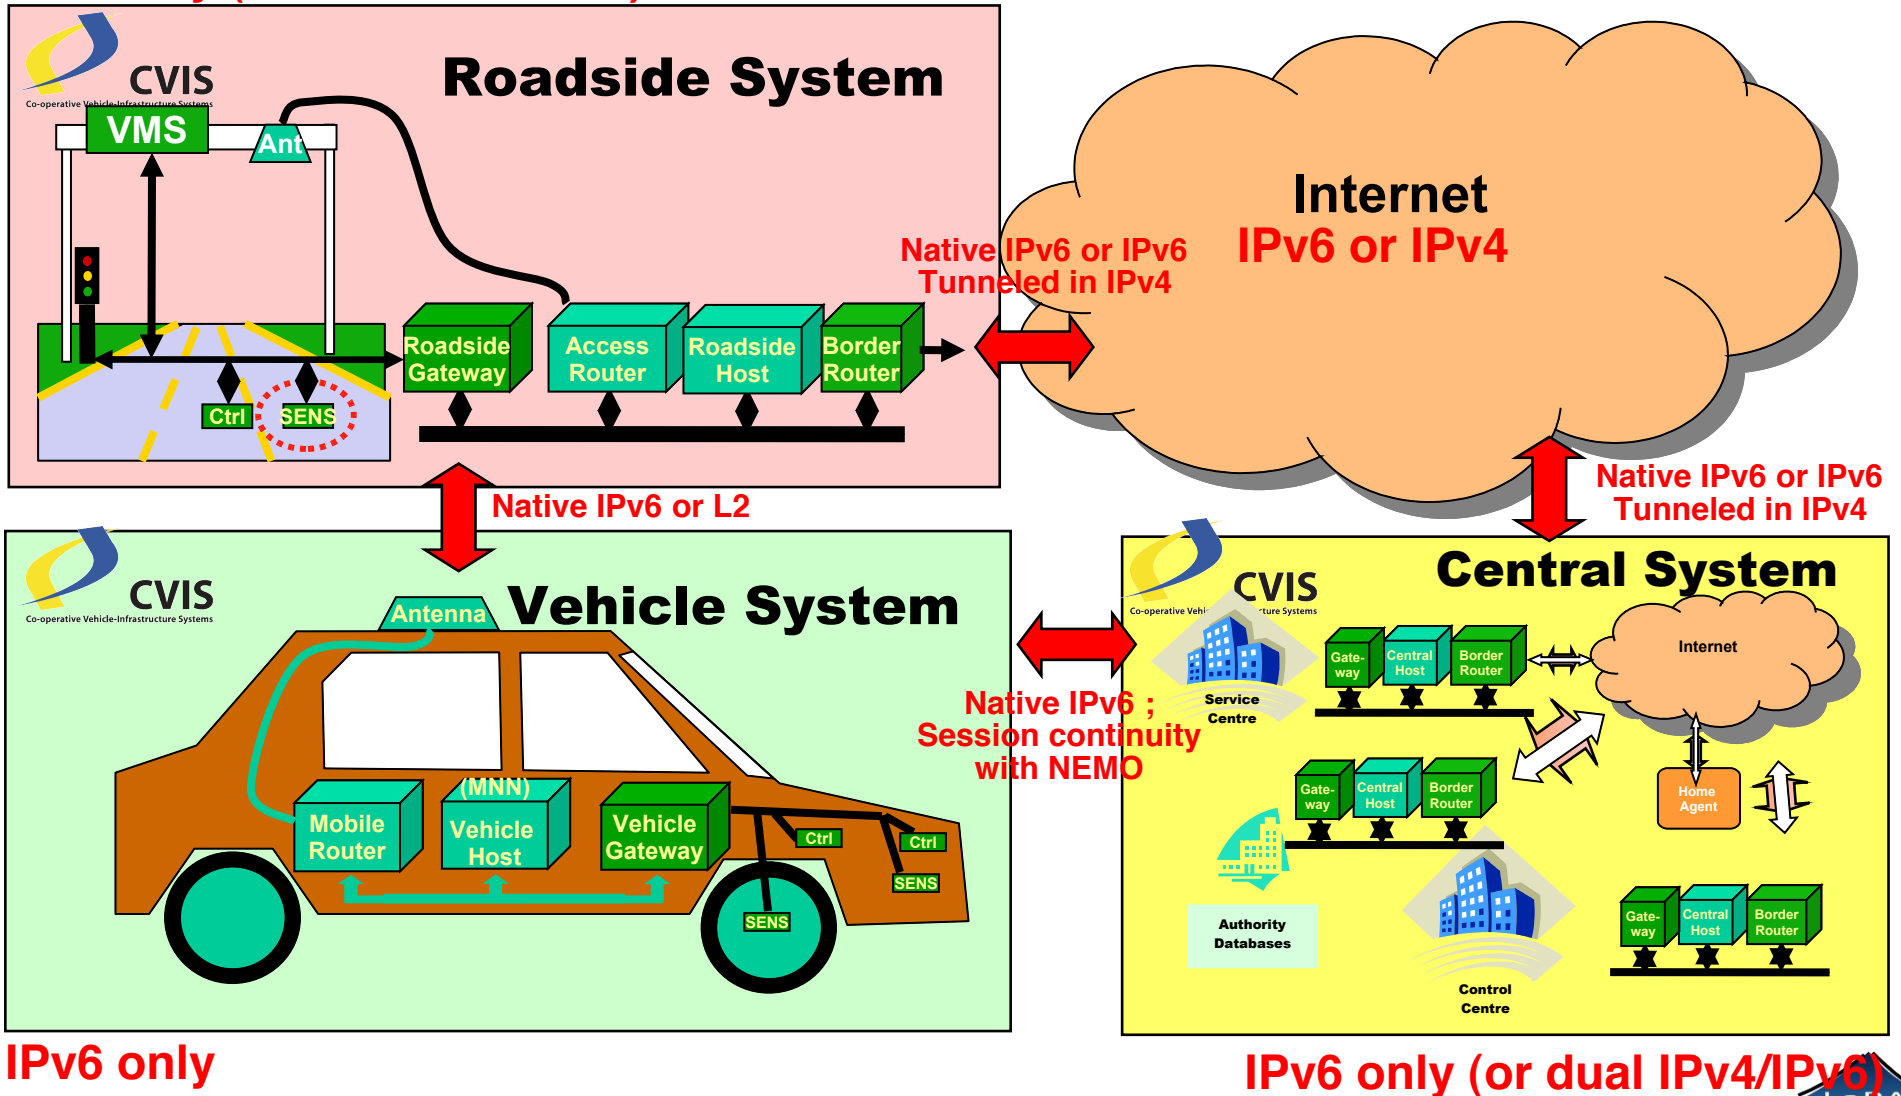 Roadside System
CVIS
Co-operative Vehicle-Infrastructure Systems
VMS
Ant
Internet
IPv6 or IPv4
Native IPv6 or IPv6
Tunneled in IPv4
Roadside
Gateway
Access
Router
Roadside
Host
Border
Router
Ctrl
SENS
Native IPv6 or L2
Native IPv6 or IPv6
Tunneled in IPv4
CVIS
Co-operative Vehicle-Infrastructure Systems
Vehicle System
Antenna
(MNN)
Mobile
Router
Vehicle
Host
Vehicle
Gateway
Ctrl
Ctrl
SENS
SENS
Native IPv6 ;
Session continuity
with NEMO
CVIS
Co-operative
Systems
Central System
Service
Centre
Gate-
way
Central
Host
Border
Router
Internet
Gate-
way
Central
Host
Border
Router
Home
Agent
Authority
Databases
Control
Centre
Gate-
way
Central
Host
Border
Router
IPv6 only
IPv6 only (or dual IPv4/IPv6)